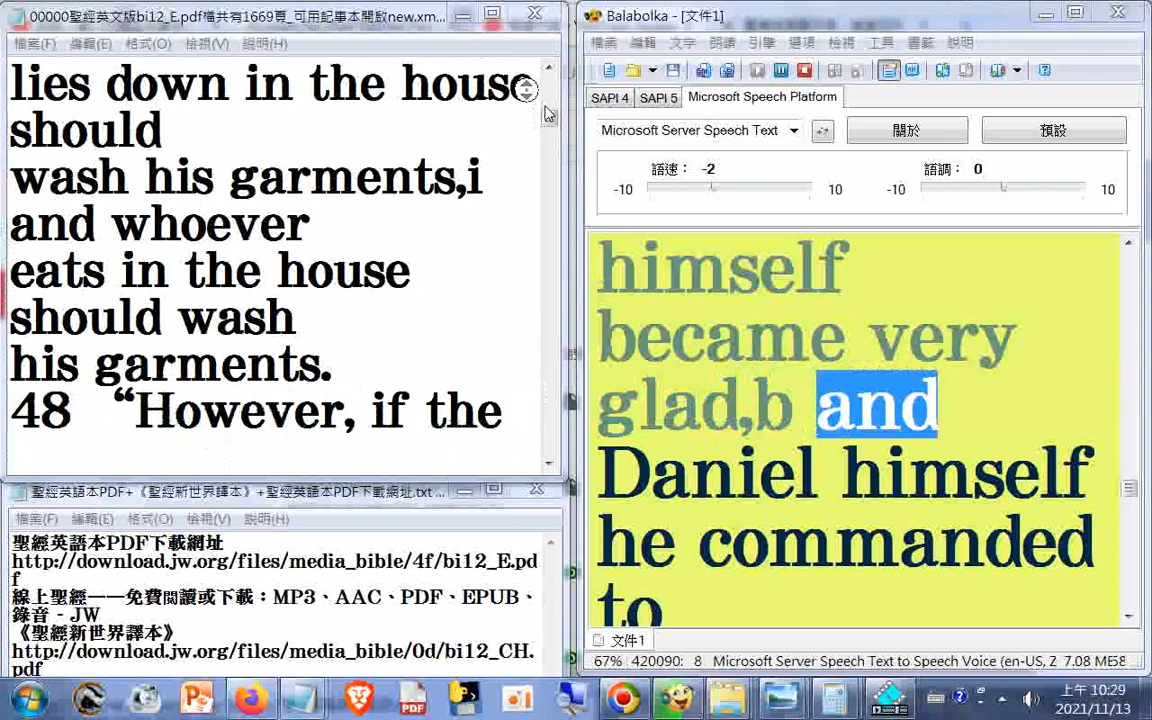 00000聖經英文版bi12_E.pdf檔共有1669頁_可用記事本開啟new.xm...
檔案(F) 編輯(E) 格式(O) 檢視(V) 說明(H)
lies down in the house
should
wash his garments,i
and whoever
eats in the house
should wash
his garments.
48 “However, if the
聖經英語本PDF+《聖經新世界譯本》+聖經英語本PDF下載網址.txt ...
檔案(F) 編輯(E) 格式(O) 檢視(V) 說明(H)
聖經英語本PDF下載網址
http://download.jw.org/files/media_bible/4f/bi12_E.pd
f
線上聖經——免費閱讀或下載：MP3、AAC、PDF、EPUB、
錄音 - JW
《聖經新世界譯本》
http://download.jw.org/files/media_bible/0d/bi12_CH.
pdf
Balabolka - [文件1]
檔案 編輯 文字 朗讀 引擎 選項 檢視 工具 書籤 說明
SAPI 4 SAPI 5 Microsoft Speech Platform
Microsoft Server Speech Text 關於 預設
語速： -2 語調： 0
-10 10 -10 10
himself
became very
glad,b and
Daniel himself
he commanded
to
文件1
67% 420090: 8 Microsoft Server Speech Text to Speech Voice (en-US, Z 7.08 ME58
PDF
上午 10:29
2021/11/13